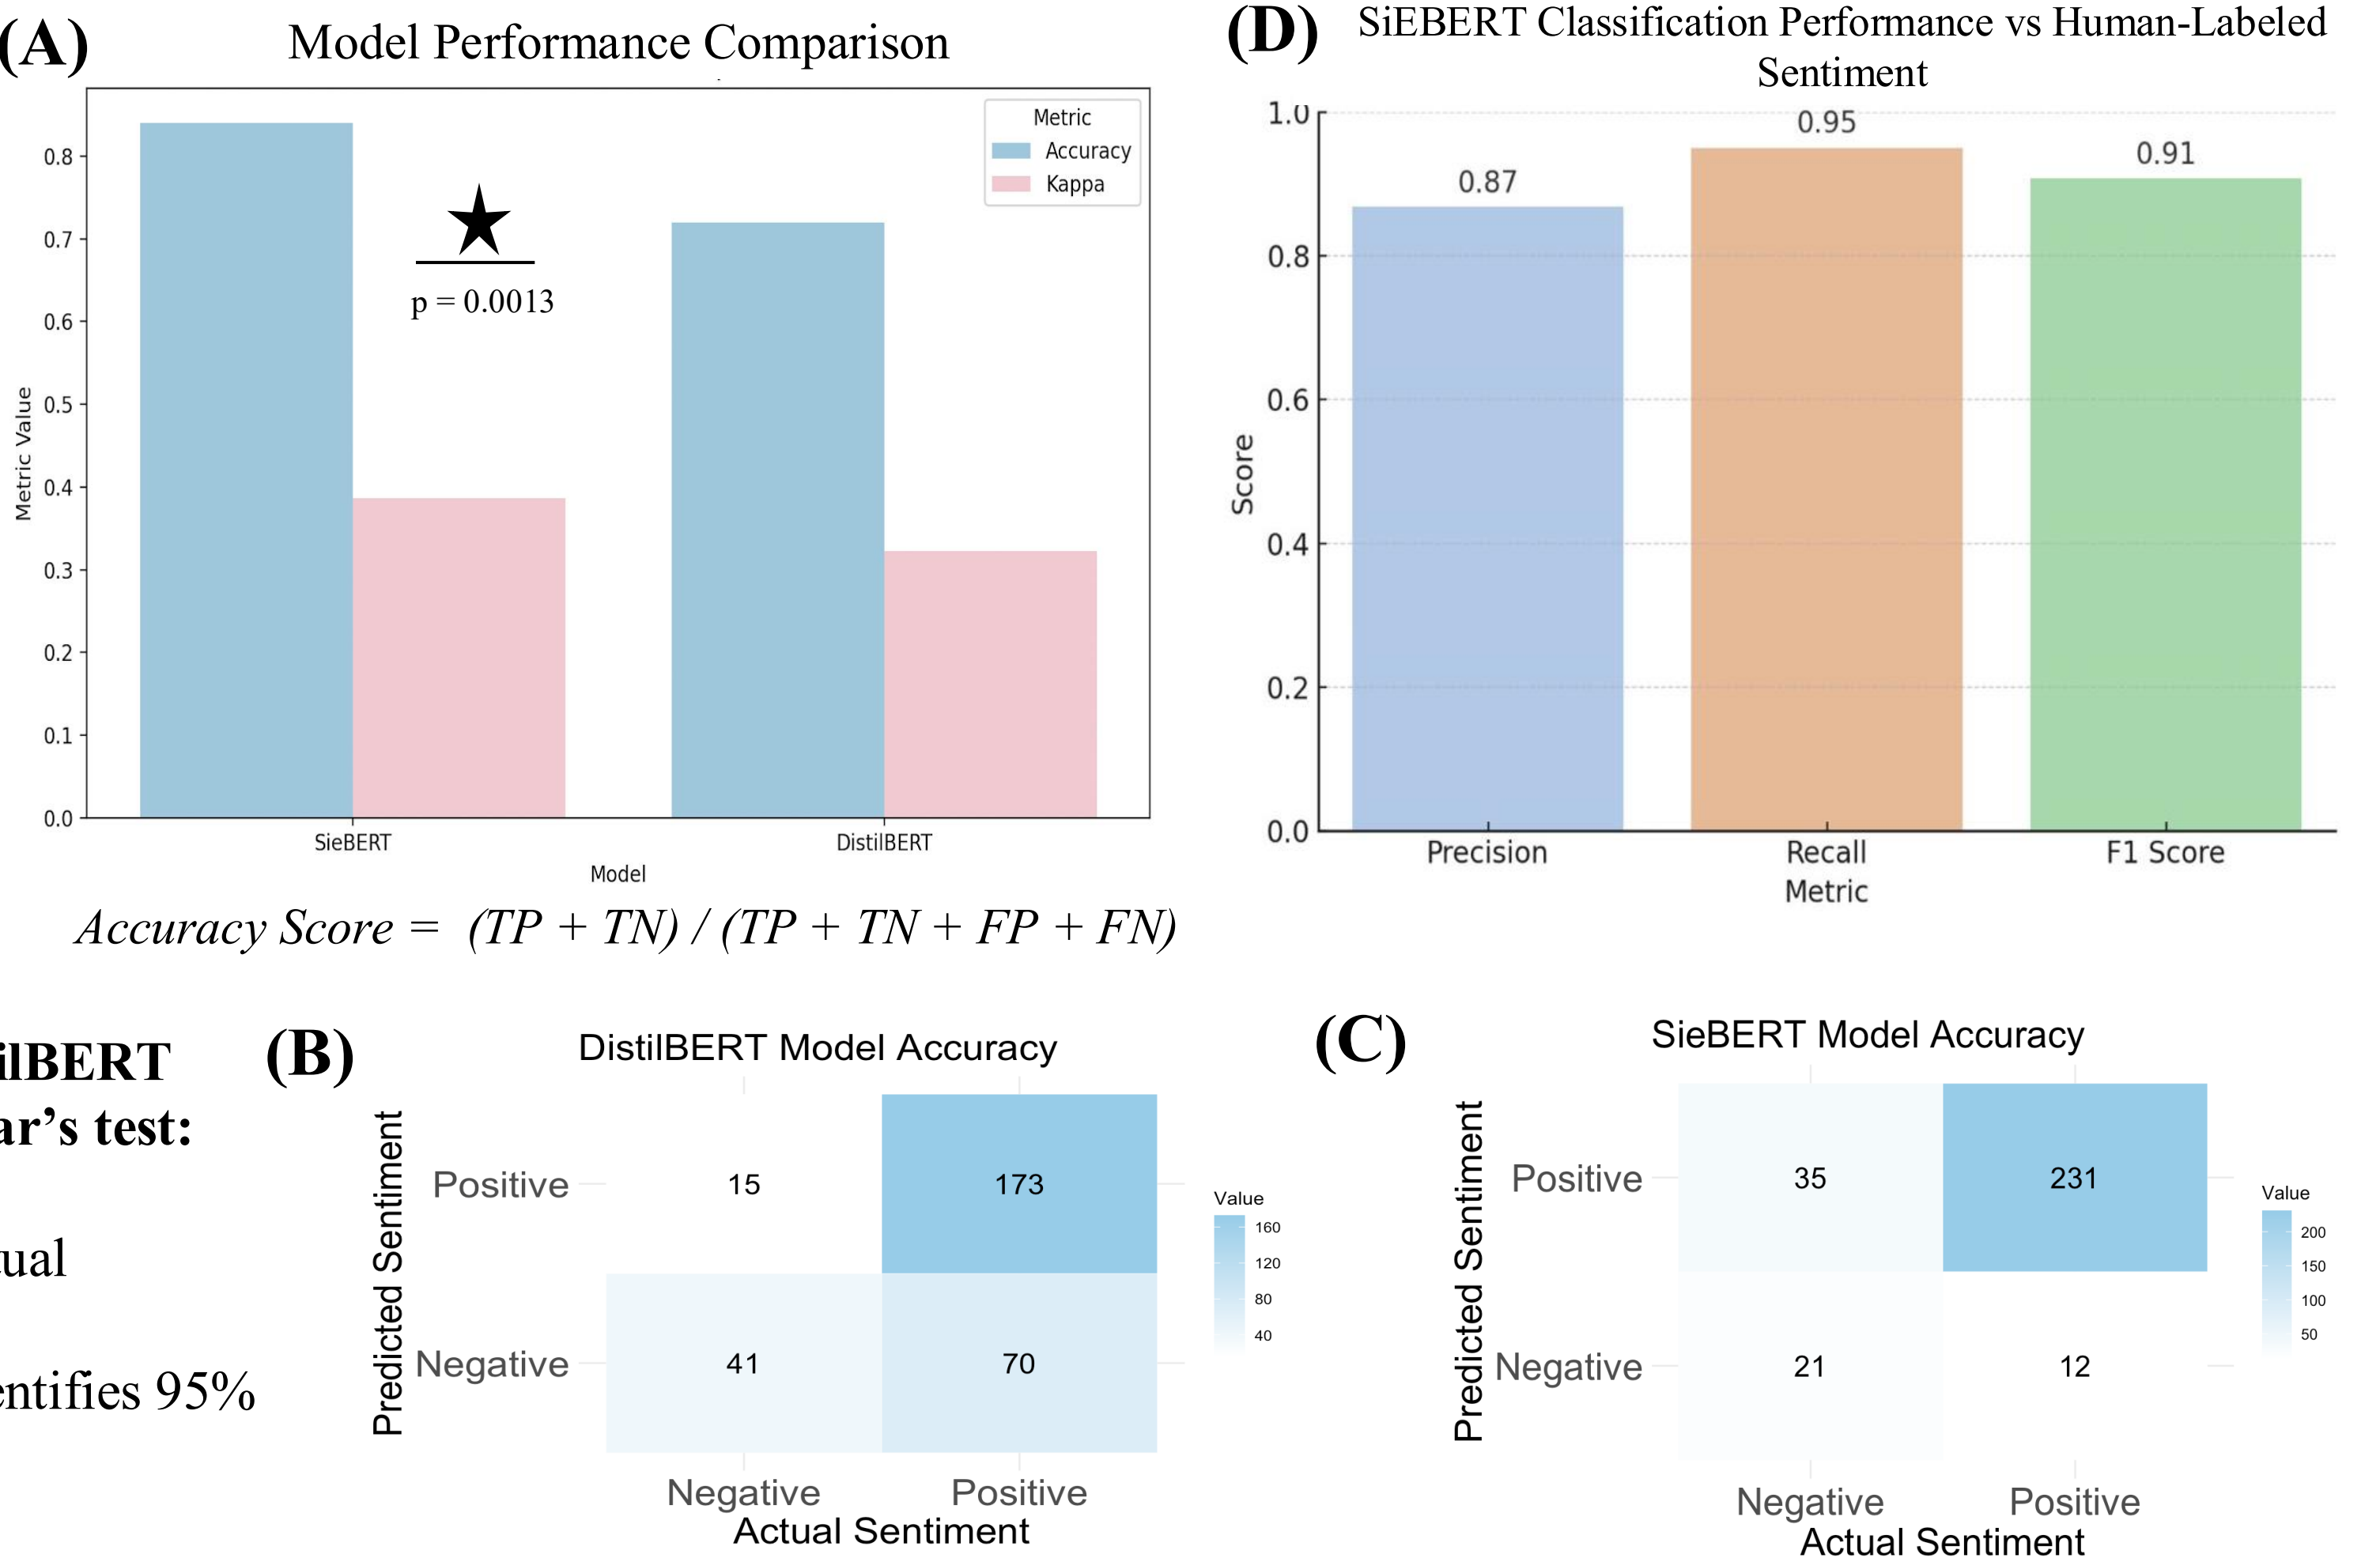 (A)
Model Performance Comparison
Metric
Accuracy
Kappa
p = 0.0013
Metric Value
0.8
0.7
0.6
0.5
0.4
0.3
0.2
0.1
0.0
SieBERT
DistilBERT
Model
Accuracy Score = (TP + TN) / (TP + TN + FP + FN)
(D)
SiEBERT Classification Performance vs Human-Labeled
Sentiment
Score
1.0
0.8
0.6
0.4
0.2
0.0
0.87
0.95
0.91
Precision
Recall
F1 Score
Metric
ilBERT
ar’s test:
tual
entifies 95%
(B)
DistilBERT Model Accuracy
Predicted Sentiment
Positive
15
173
Negative
41
70
Negative
Positive
Actual Sentiment
Value
160
120
80
40
(C)
SieBERT Model Accuracy
Predicted Sentiment
Positive
35
231
Negative
21
12
Negative
Positive
Actual Sentiment
Value
200
150
100
50